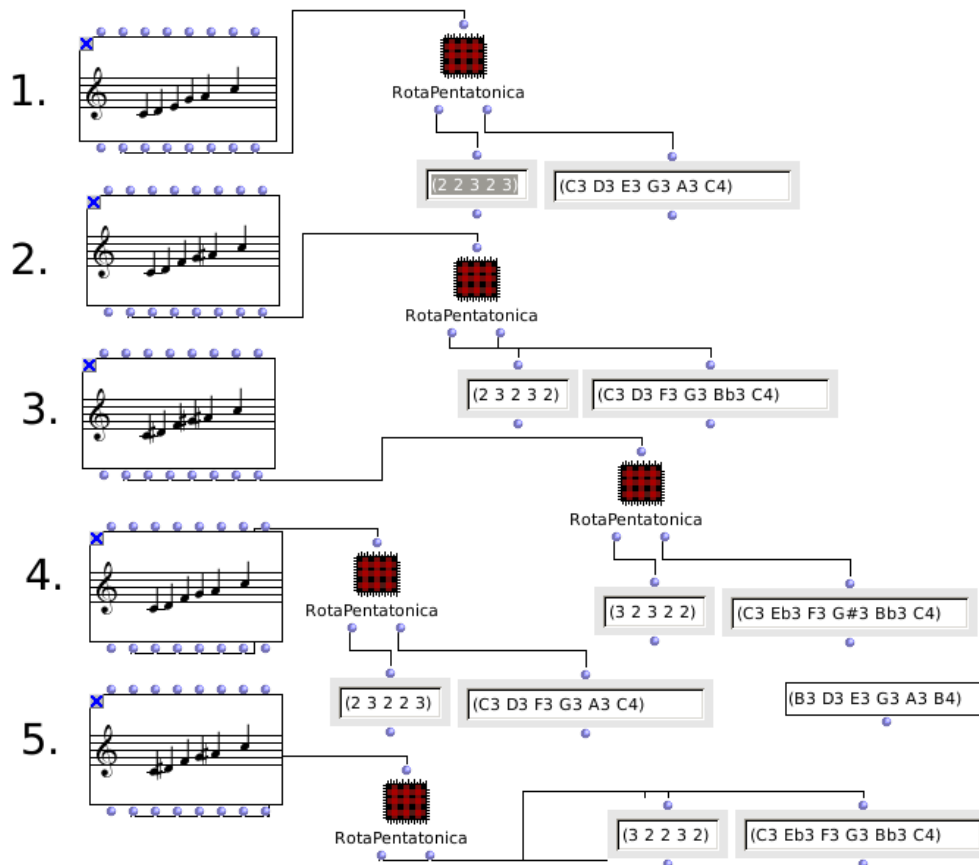 1.
RotaPentatonica
(2 2 3 2 3)
(C3 D3 E3 G3 A3 C4)
2.
RotaPentatonica
(2 3 2 3 2)
(C3 D3 F3 G3 Bb3 C4)
3.
RotaPentatonica
(3 2 3 2 2)
(C3 Eb3 F3 G#3 Bb3 C4)
4.
RotaPentatonica
(2 3 2 2 3)
(C3 D3 F3 G3 A3 C4)
(B3 D3 E3 G3 A3 B4)
5.
RotaPentatonica
(3 2 2 3 2)
(C3 Eb3 F3 G3 Bb3 C4)